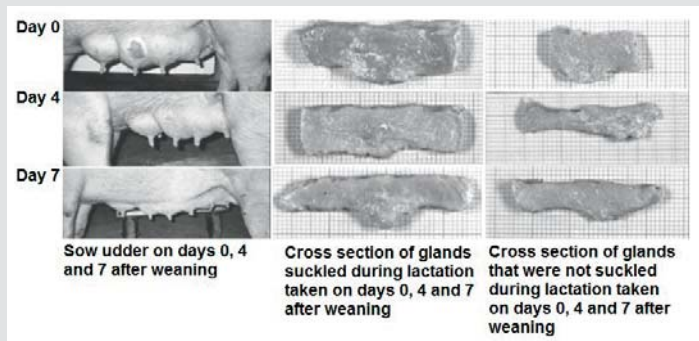 Day 0
Day 4
Day 7
Sow udder on days 0, 4
and 7 after weaning
Cross section of glands
suckled during lactation
taken on days 0, 4 and 7
after weaning
Cross section of glands
that were not suckled
during lactation taken
on days 0, 4 and 7 after
weaning